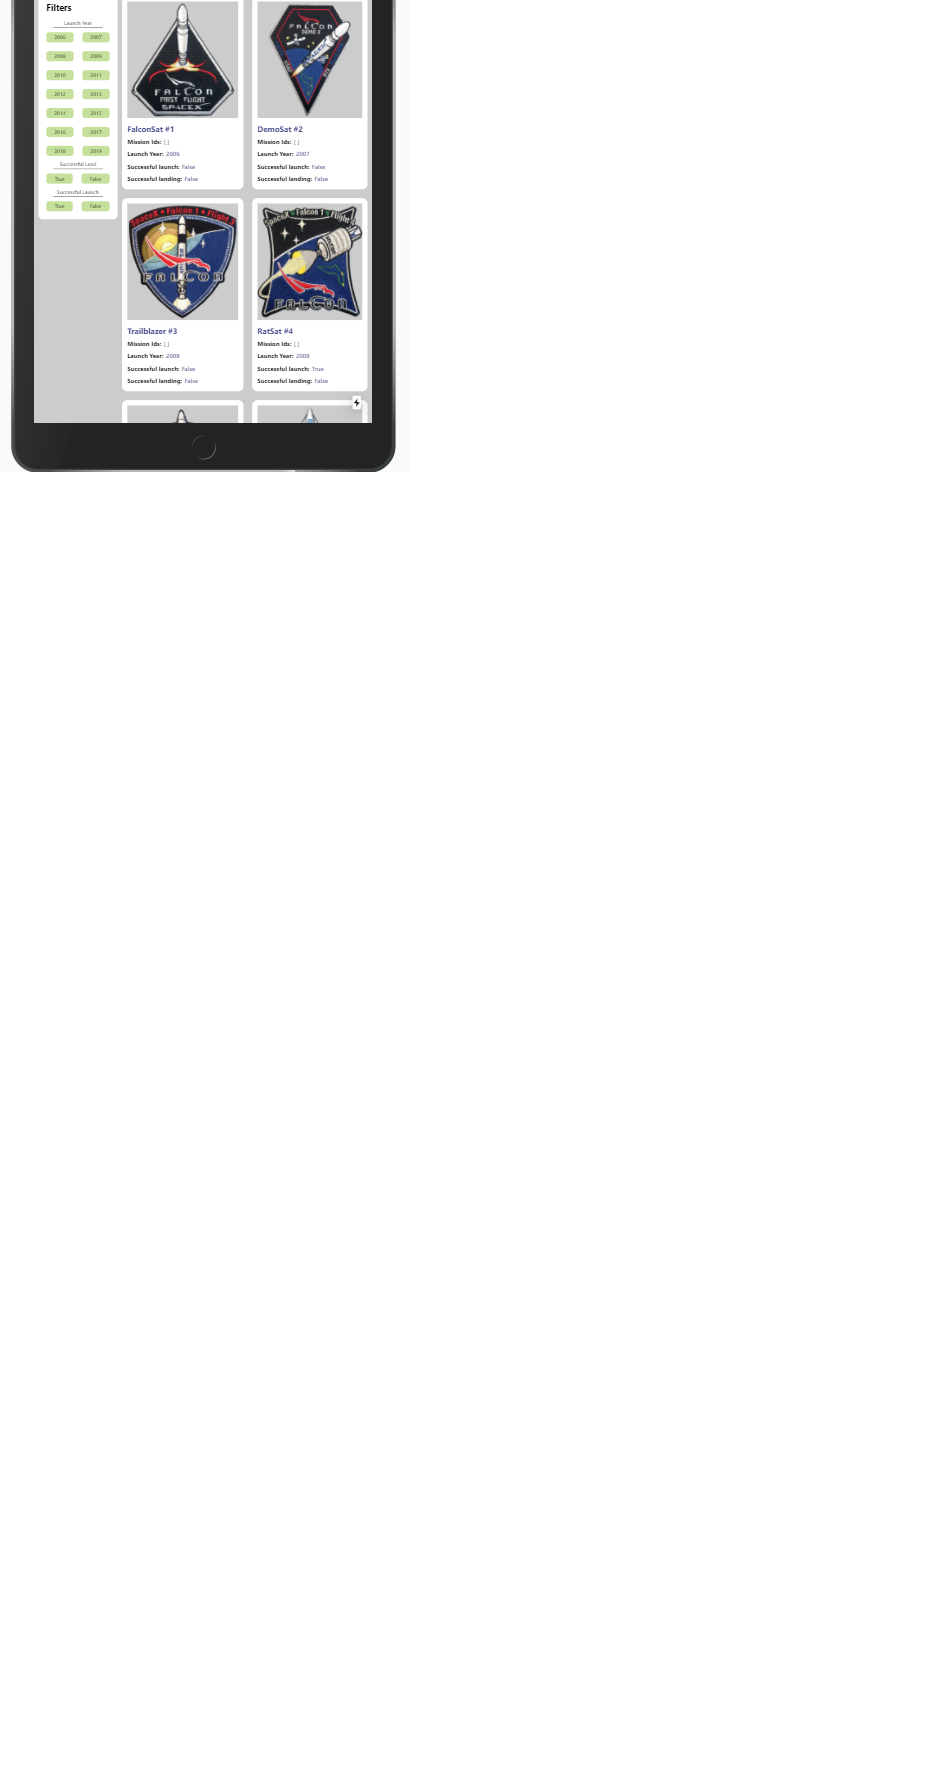 Filters
Launch Year
2006 2007
2008 2009
2010 2011
2012 2013
2014 2015
2016 2017
2018 2019
Successful Land
True False
Successful Launch
True False
FALCON
FIRST FLIGHT
SPACEX
FalconSat #1
Mission Ids: [ ]
Launch Year: 2006
Successful launch: False
Successful landing: False
FALCON
DEMO 2
DemoSat #2
Mission Ids: [ ]
Launch Year: 2007
Successful launch: False
Successful landing: False
SpaceX • Falcon 1 • Flight 3
FALCON
Trailblazer #3
Mission Ids: [ ]
Launch Year: 2008
Successful launch: False
Successful landing: False
SpaceX • Falcon 1 • Flight
FALCON
RatSat #4
Mission Ids: [ ]
Launch Year: 2008
Successful launch: True
Successful landing: False